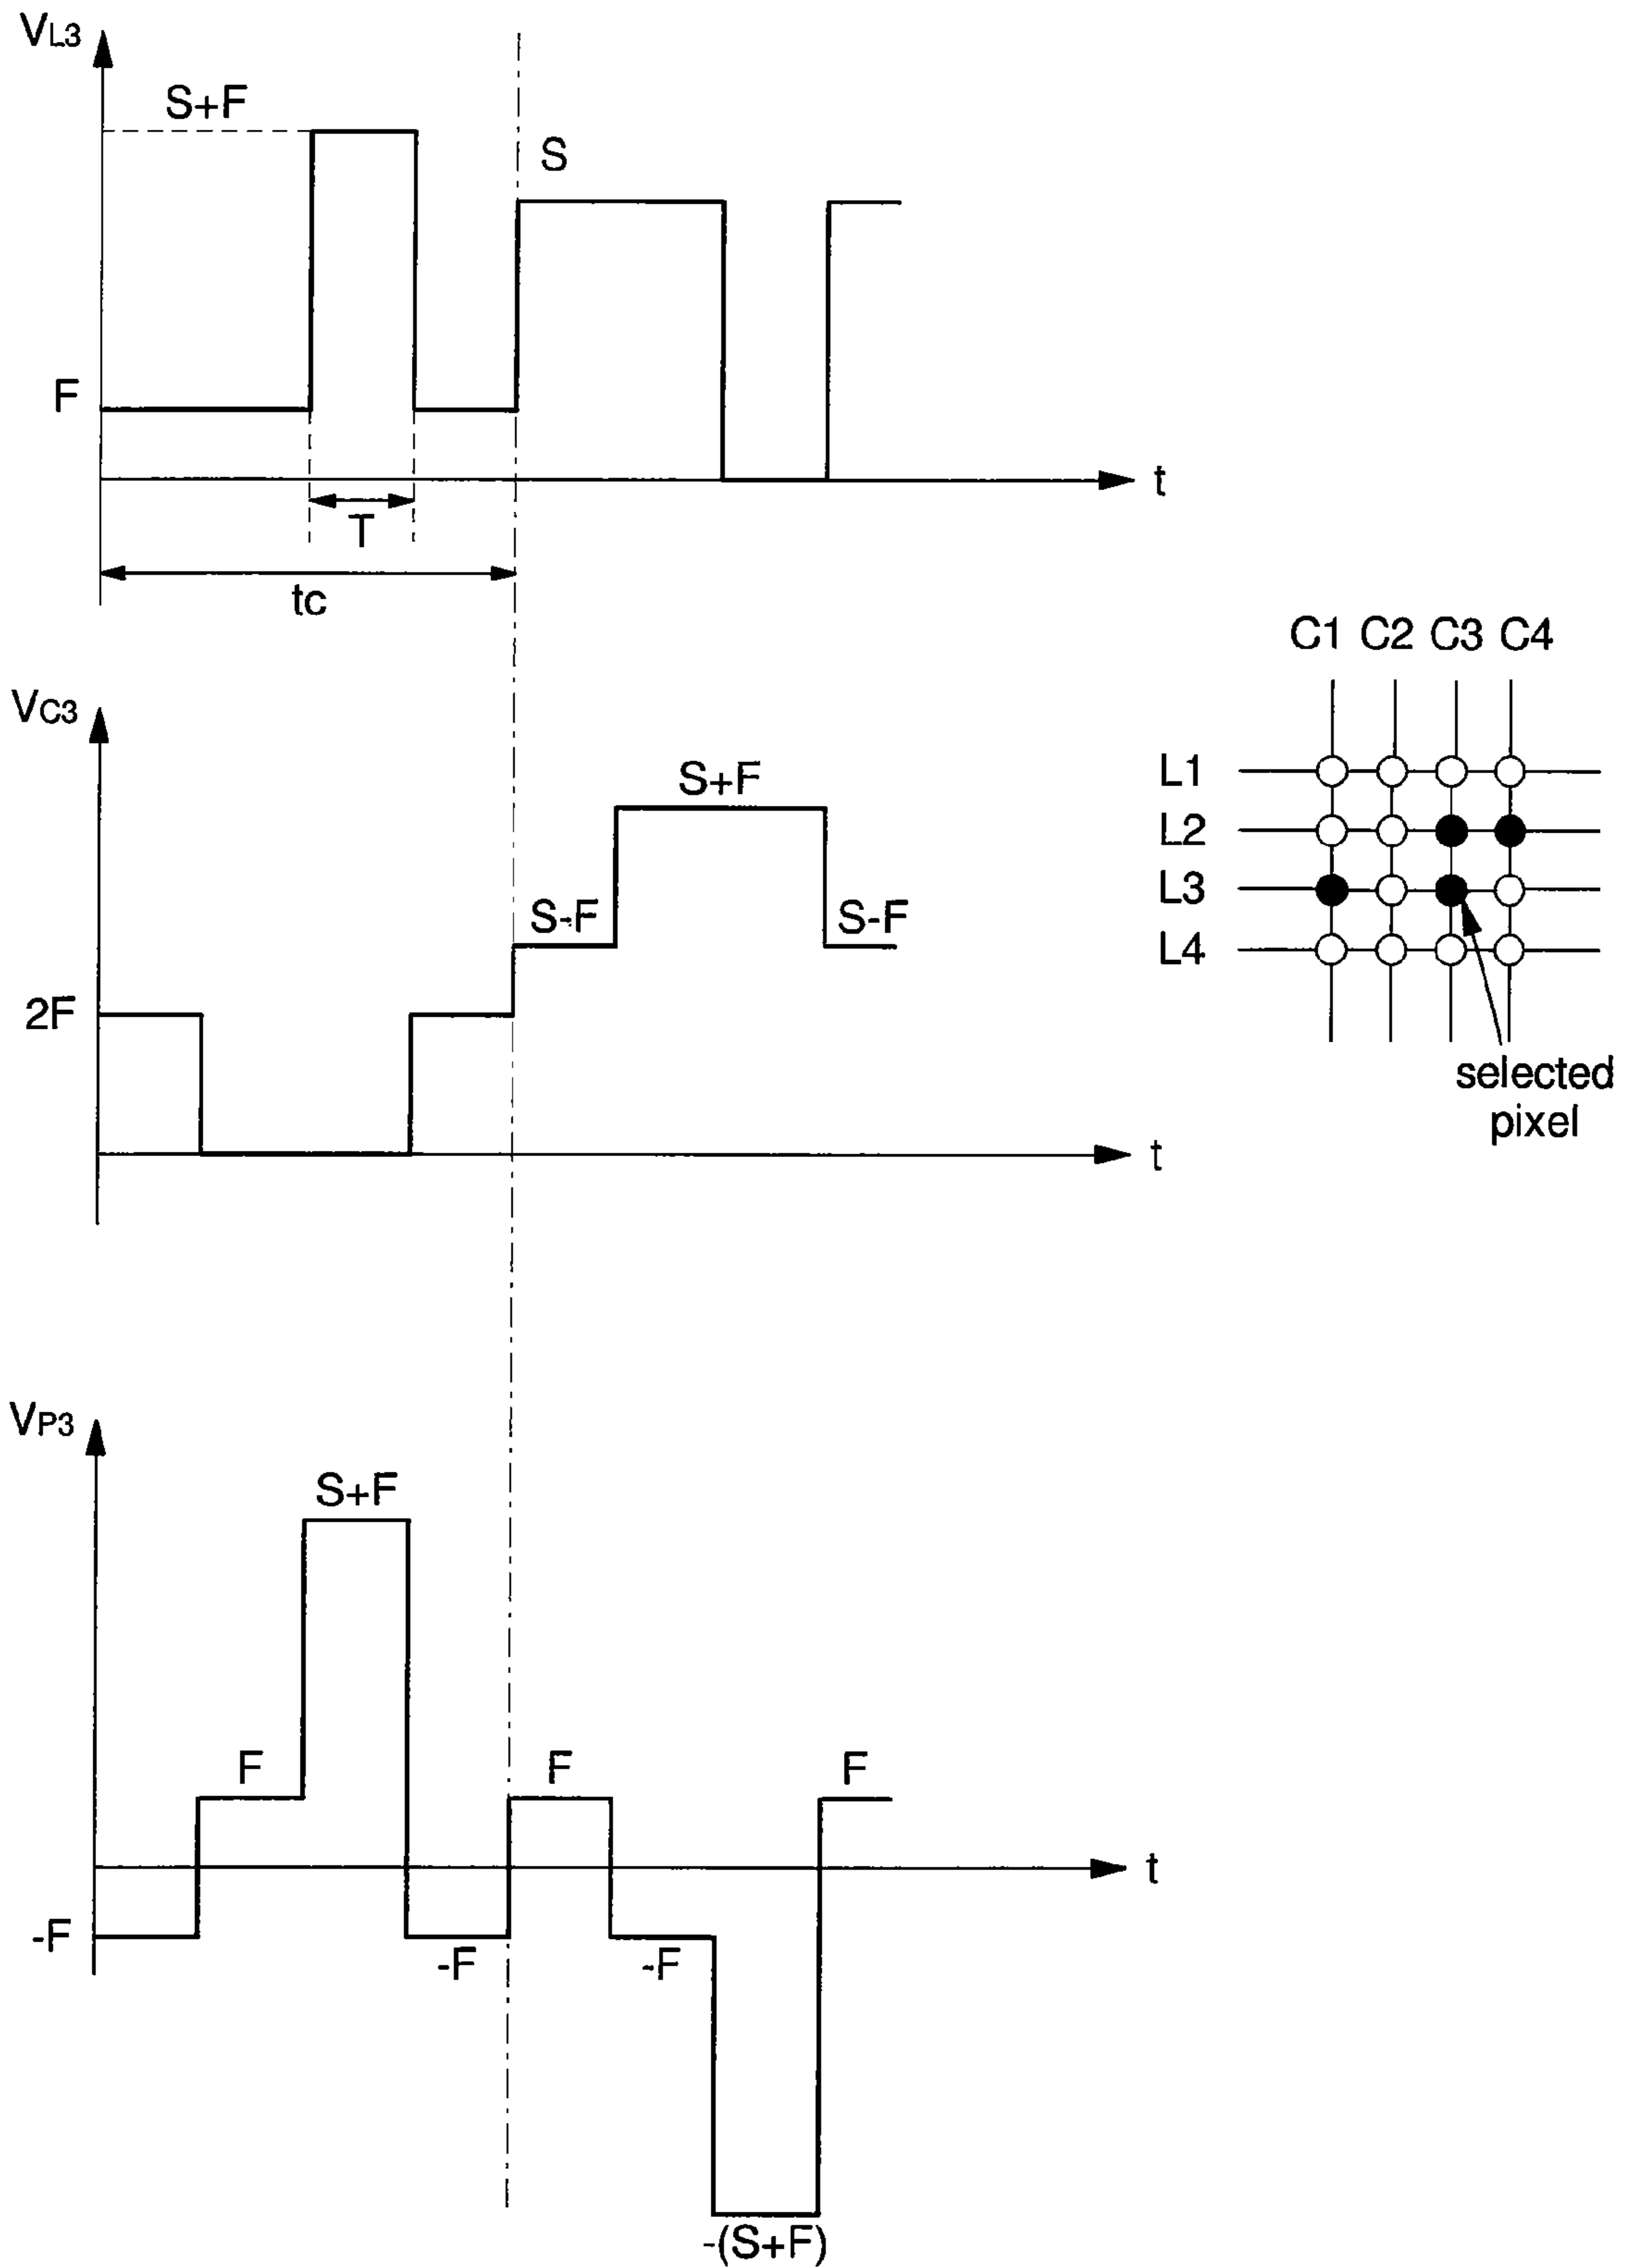 VL3
S+F
S
F
t
T
tc
C1 C2 C3 C4
VC3
L1
S+F
L2
S-F
S-F
L3
L4
2F
selected
pixel
t
VP3
S+F
F
F
F
t
-F
-F
-F
-(S+F)